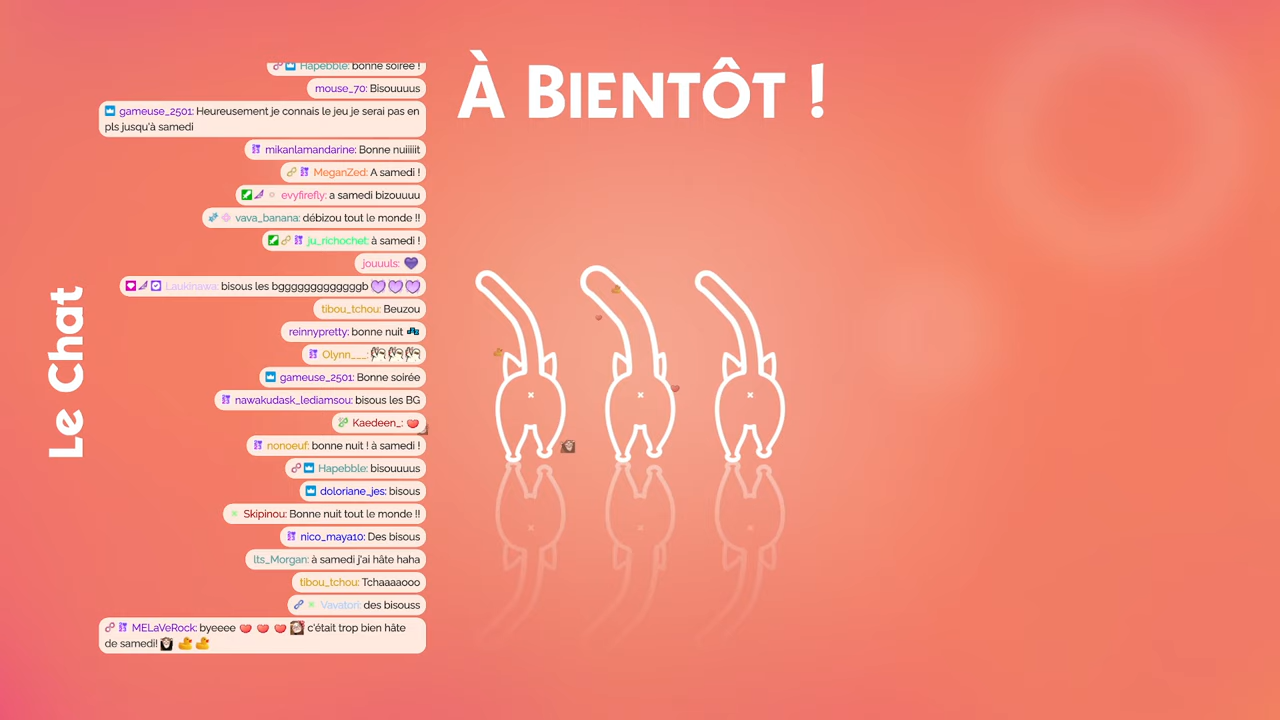 À BIENTÔT !
Le Chat
Hapebble: bonne soirée !
mouse_70: Bisouuuus
gameuse_2501: Heureusement je connais le jeu je serai pas en
pls jusqu'à samedi
mikanlamandarine: Bonne nuiiiiit
MeganZed: A samedi !
evyfirefly: a samedi bizouuuu
vava_banana: débizou tout le monde !!
ju_richochet: à samedi !
jouuuls:
Laukinawa: bisous les bggggggggggggggb
tibou_tchou: Beuzou
reinnypretty: bonne nuit
Olynn___:
gameuse_2501: Bonne soirée
nawakudask_lediamsou: bisous les BG
Kaedeen_:
nonoeuf: bonne nuit ! à samedi !
Hapebble: bisouuuus
doloriane_jes: bisous
Skipinou: Bonne nuit tout le monde !!
nico_maya10: Des bisous
lts_Morgan: à samedi j'ai hâte haha
tibou_tchou: Tchaaaaooo
Vavatori: des bisouss
MELaVeRock: byeeee c'était trop bien hâte
de samedi!